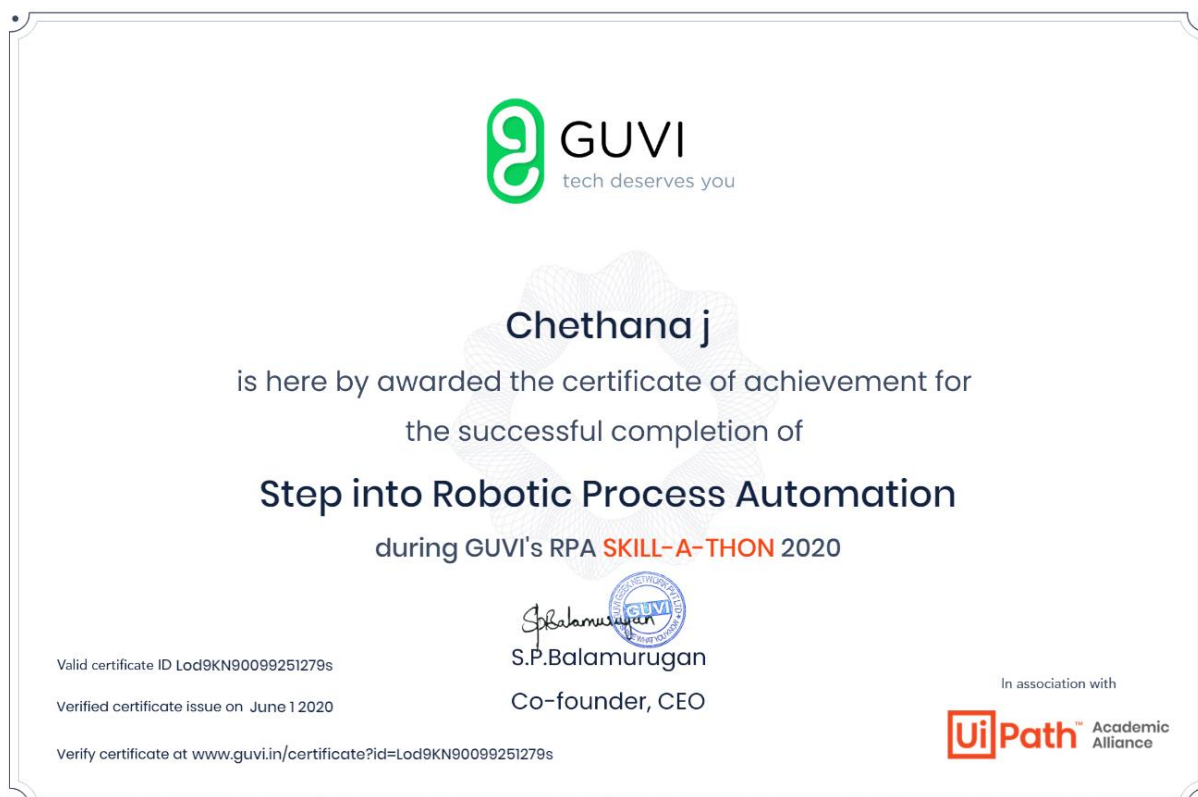 GUVI
tech deserves you
Chethana j
is here by awarded the certificate of achievement for
the successful completion of
Step into Robotic Process Automation
during GUVI's RPA SKILL-A-THON 2020
SpBalamurugan
GUVI
S.P.Balamurugan
Co-founder, CEO
Valid certificate ID Lod9KN90099251279s
Verified certificate issue on June 1 2020
Verify certificate at www.guvi.in/certificate?id=Lod9KN90099251279s
In association with
UiPath™ Academic
Alliance